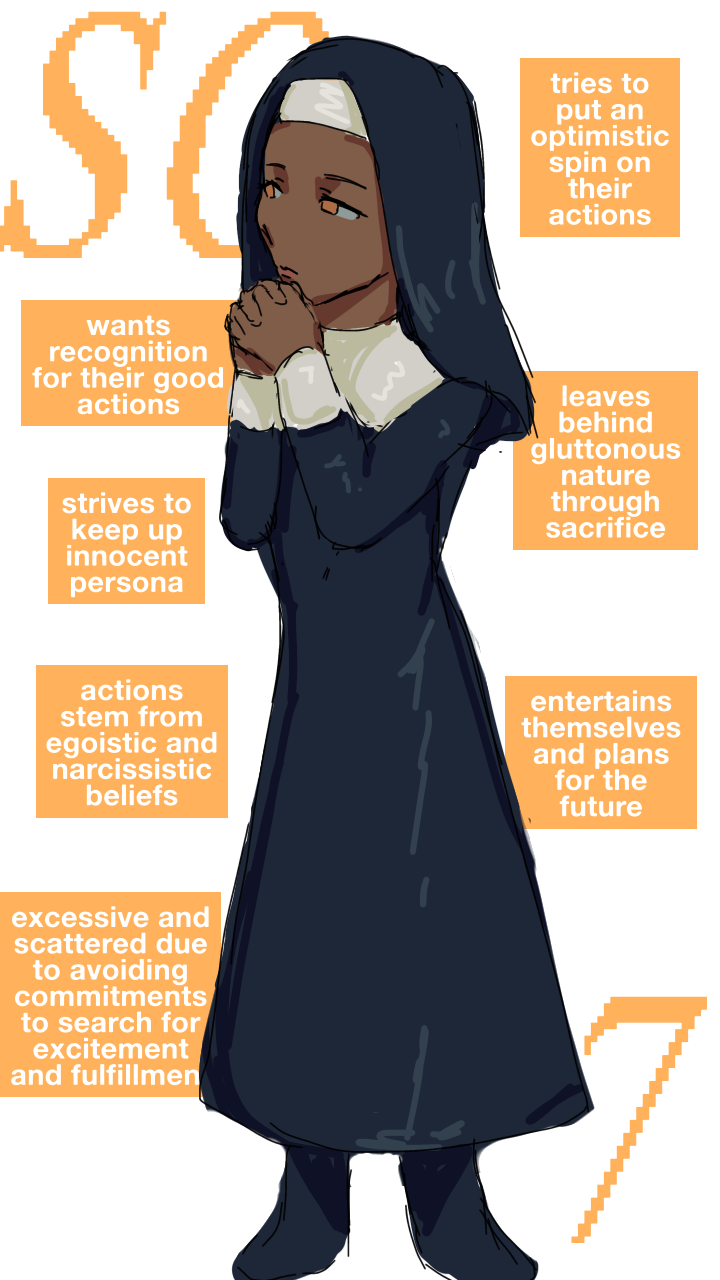 SO
tries to
put an
optimistic
spin on
their
actions
wants
recognition
for their good
actions
leaves
behind
gluttonous
nature
through
sacrifice
strives to
keep up
innocent
persona
actions
stem from
egoistic and
narcissistic
beliefs
entertains
themselves
and plans
for the
future
excessive and
scattered due
to avoiding
commitments
to search for
excitement
and fulfillmen
7